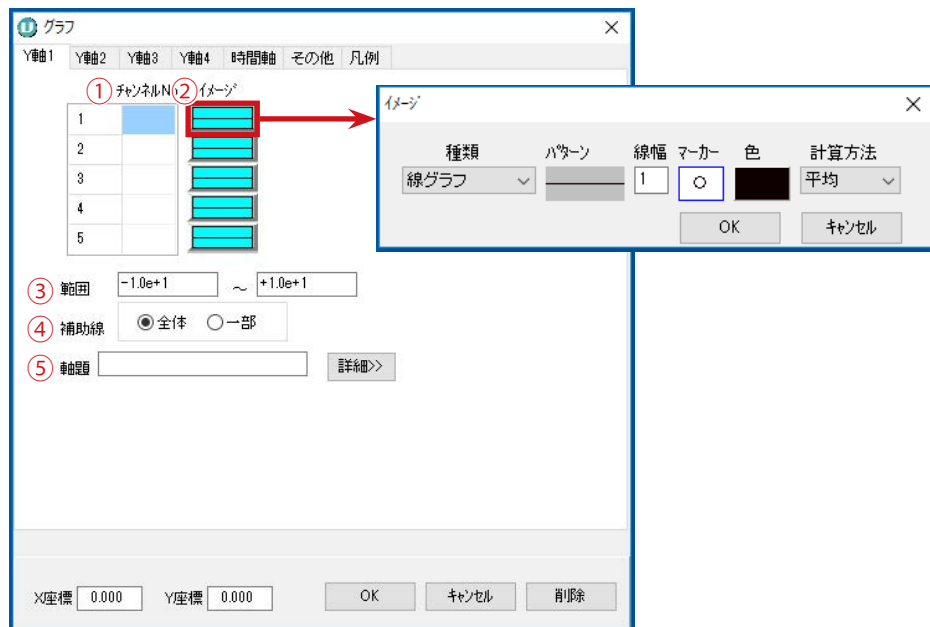 グラフ
Y軸1 Y軸2 Y軸3 Y軸4 時間軸 その他 凡例
① チャンネルNo ② イメージ
1
2
3
4
5
③ 範囲 -1.0e+1 ～ +1.0e+1
④ 補助線 全体 一部
⑤ 軸題 詳細>>
X座標 0.000 Y座標 0.000 OK キャンセル 削除
イメージ
種類 パターン 線幅 マーカー 色 計算方法
線グラフ 1 平均
OK キャンセル